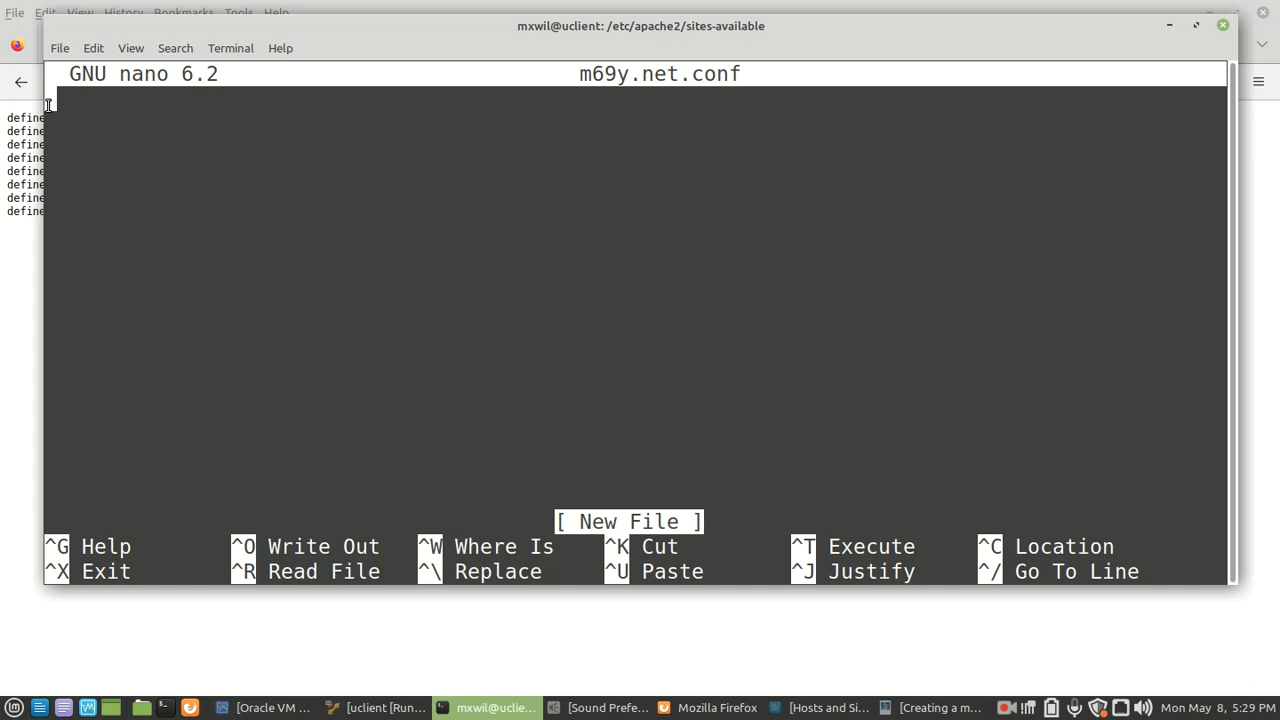 File Edit View History Bookmarks Tools Help
mxwil@uclient: /etc/apache2/sites-available
File Edit View Search Terminal Help
GNU nano 6.2 m69y.net.conf
define
define
define
define
define
define
define
define
[ New File ]
^G Help ^O Write Out ^W Where Is ^K Cut ^T Execute ^C Location
^X Exit ^R Read File ^\ Replace ^U Paste ^J Justify ^/ Go To Line
[Oracle VM ... [uclient [Run... mxwil@uclie... [Sound Prefe... Mozilla Firefox [Hosts and Si... [Creating a m... Mon May 8, 5:29 PM